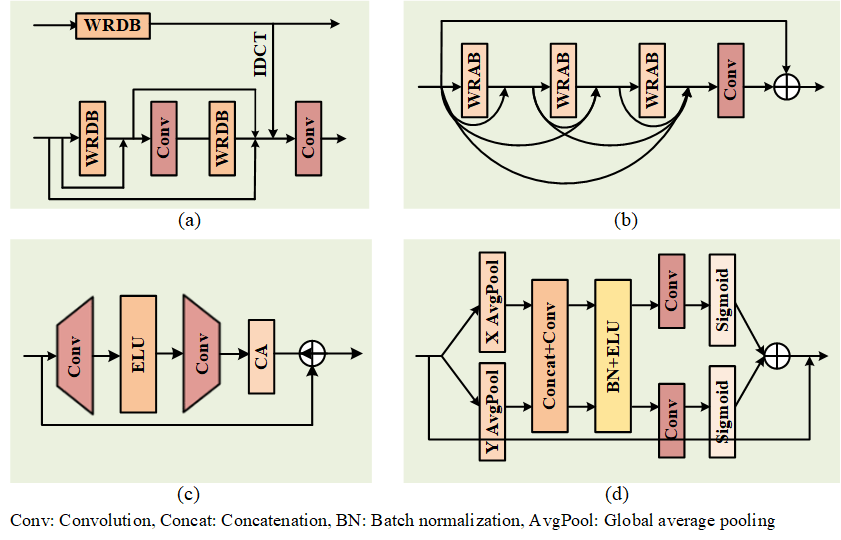 WRDB
IDCT
WRDB
Conv
WRDB
Conv
(a)
WRAB
WRAB
WRAB
Conv
(b)
Conv
ELU
Conv
CA
(c)
X AvgPool
Y AvgPool
Concat+Conv
BN+ELU
Conv
Sigmoid
Conv
Sigmoid
(d)
Conv: Convolution, Concat: Concatenation, BN: Batch normalization, AvgPool: Global average pooling